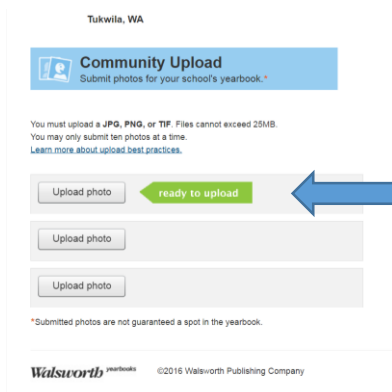 Tukwila, WA
Community Upload
Submit photos for your school's yearbook.*
You must upload a JPG, PNG, or TIF. Files cannot exceed 25MB.
You may only submit ten photos at a time.
Learn more about upload best practices.
Upload photo ready to upload
Upload photo
Upload photo
*Submitted photos are not guaranteed a spot in the yearbook.
Walsworth yearbooks ©2016 Walsworth Publishing Company